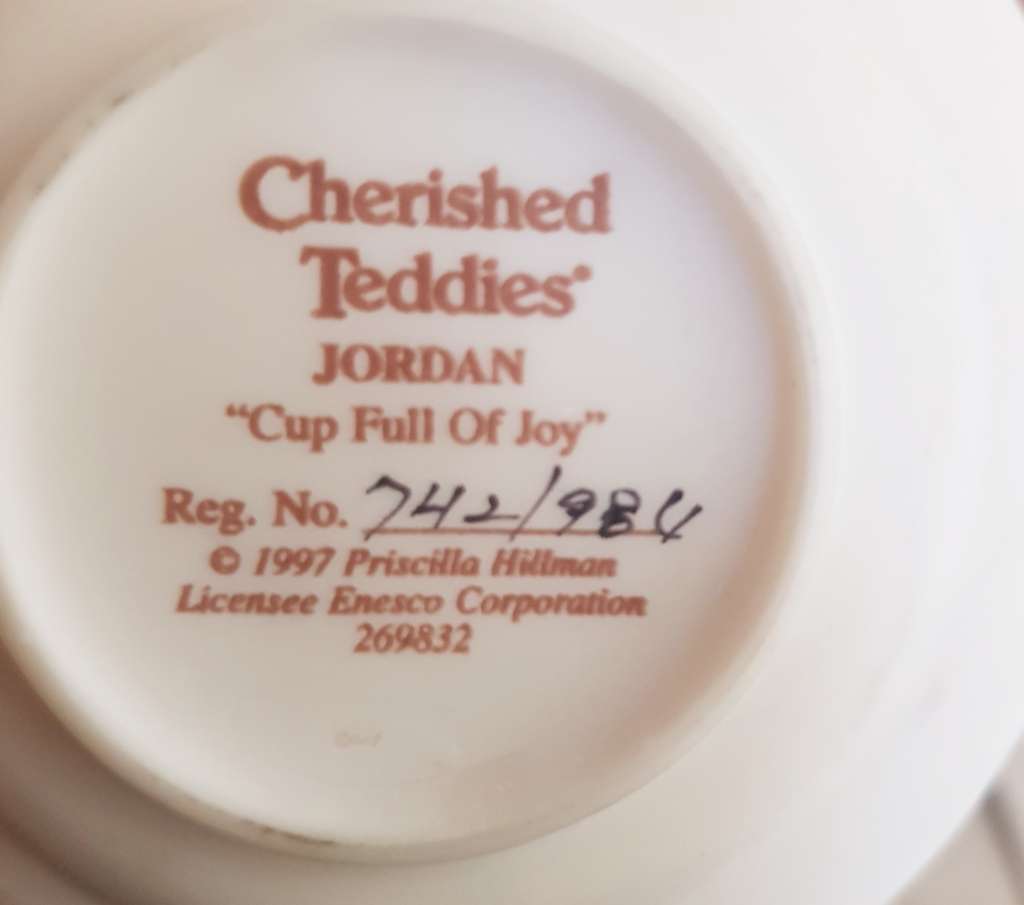 Cherished
Teddies®
JORDAN
“Cup Full Of Joy”
Reg. No. 742/984
© 1997 Priscilla Hillman
Licensee Enesco Corporation
269832